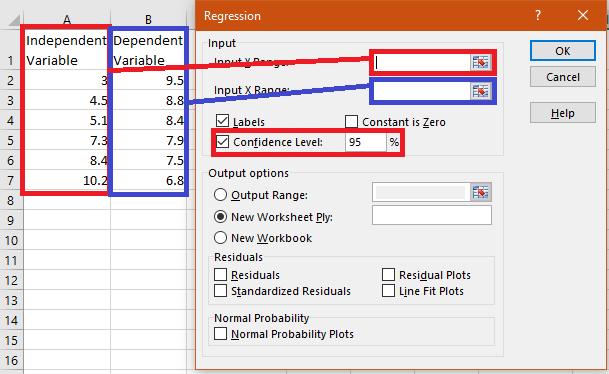 A B
Regression
Independent Variable
Dependent Variable
1
2 3 9.5
3 4.5 8.8
4 5.1 8.4
5 7.3 7.9
6 8.4 7.5
7 10.2 6.8
8
9
10
11
12
13
14
15
16
Input
Input Range:
Input X Range:
Labels Constant is Zero
Confidence Level: 95 %
OK
Cancel
Help
Output options
Output Range:
New Worksheet Ply:
New Workbook
Residuals
Residuals Residual Plots
Standardized Residuals Line Fit Plots
Normal Probability
Normal Probability Plots